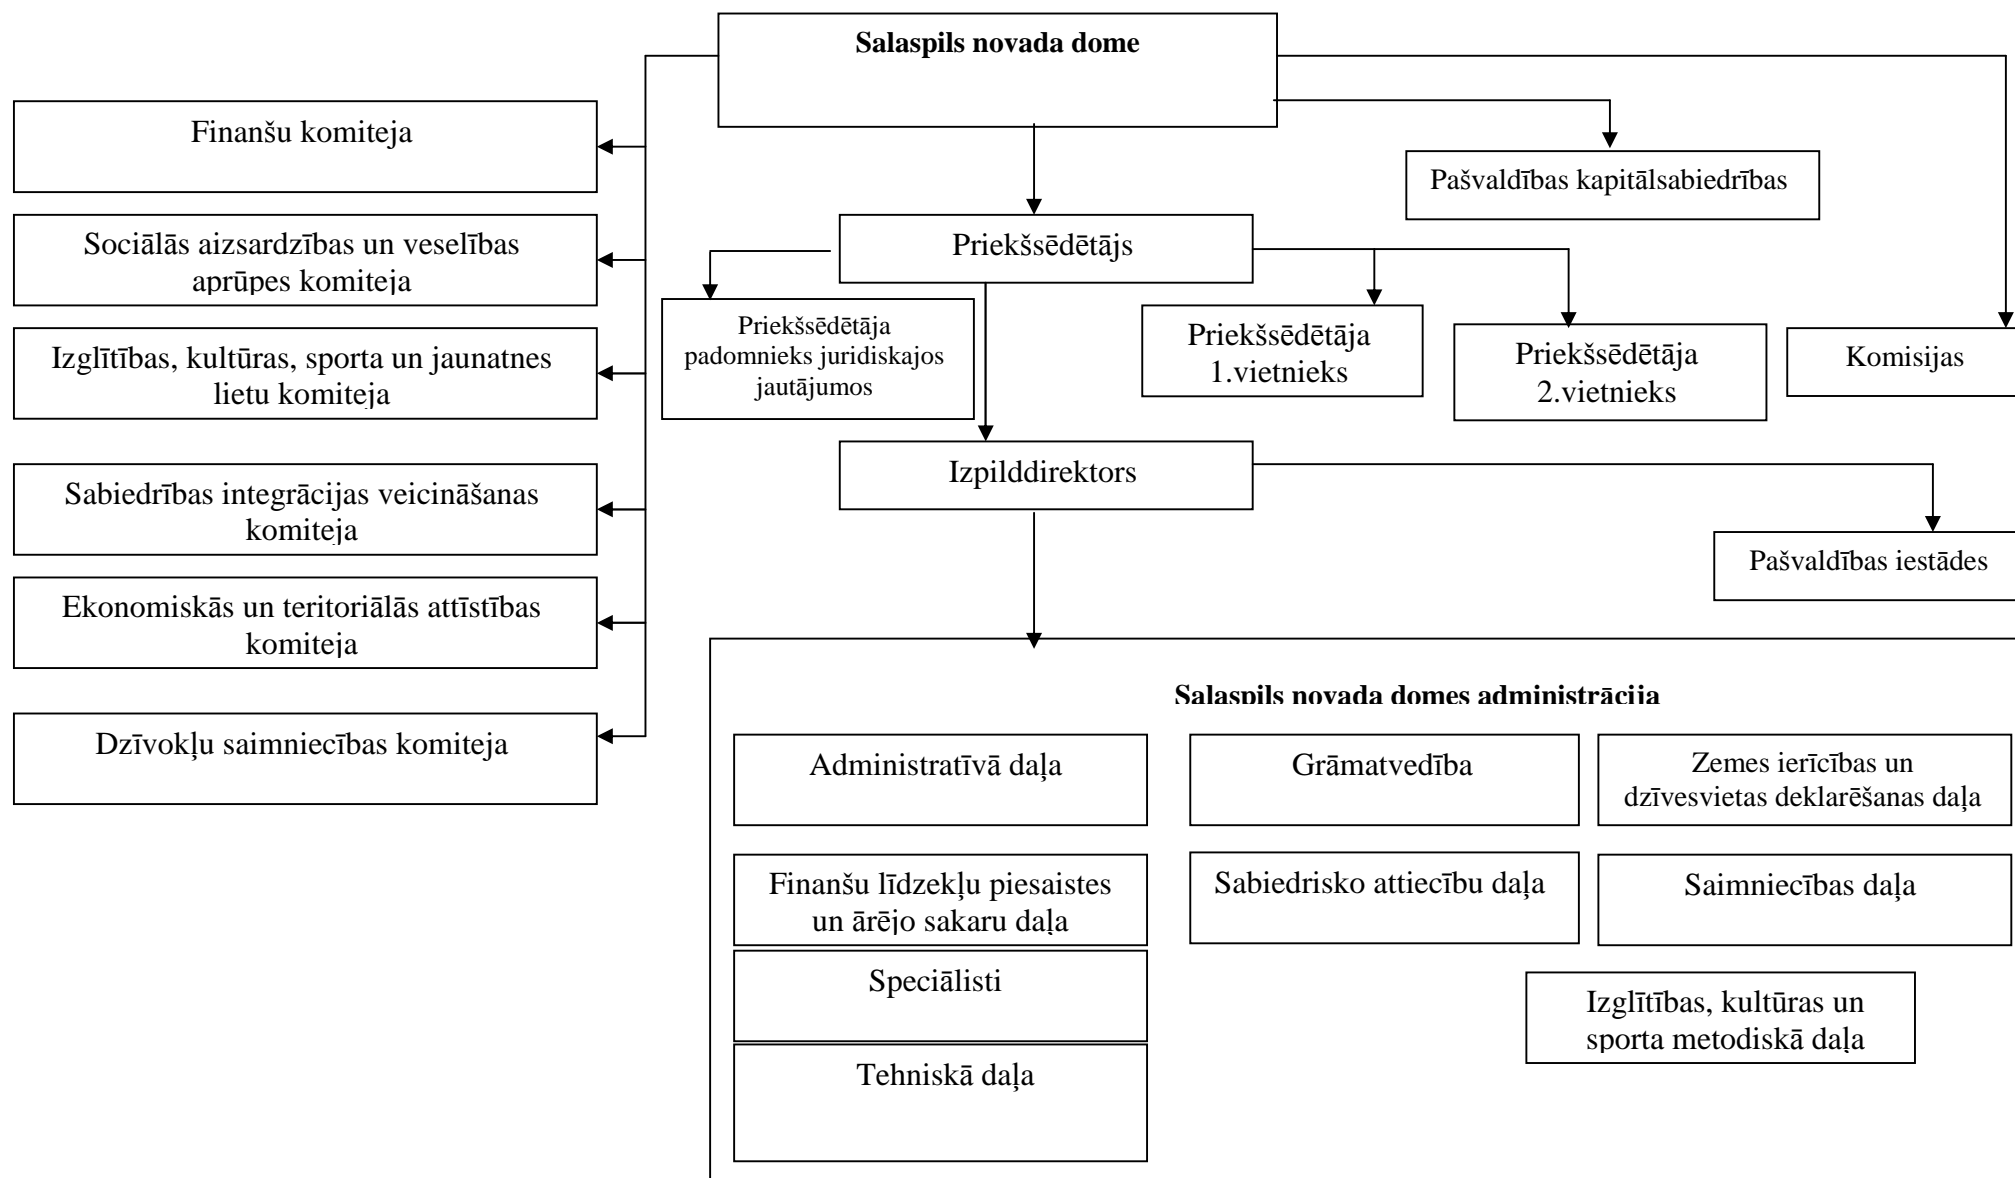 Salaspils novada dome
Finanšu komiteja
Sociālās aizsardzības un veselības
aprūpes komiteja
Izglītības, kultūras, sporta un jaunatnes
lietu komiteja
Sabiedrības integrācijas veicināšanas
komiteja
Ekonomiskās un teritoriālās attīstības
komiteja
Dzīvokļu saimniecības komiteja
Pašvaldības kapitālsabiedrības
Priekšsēdētājs
Priekšsēdētāja
padomnieks juridiskajos
jautājumos
Priekšsēdētāja
1.vietnieks
Priekšsēdētāja
2.vietnieks
Komisijas
Izpilddirektors
Pašvaldības iestādes
Salaspils novada domes administrācija
Administratīvā daļa
Grāmatvedība
Zemes ierīcības un
dzīvesvietas deklarēšanas daļa
Finanšu līdzekļu piesaistes
un ārējo sakaru daļa
Sabiedrisko attiecību daļa
Saimniecības daļa
Speciālisti
Izglītības, kultūras un
sporta metodiskā daļa
Tehniskā daļa